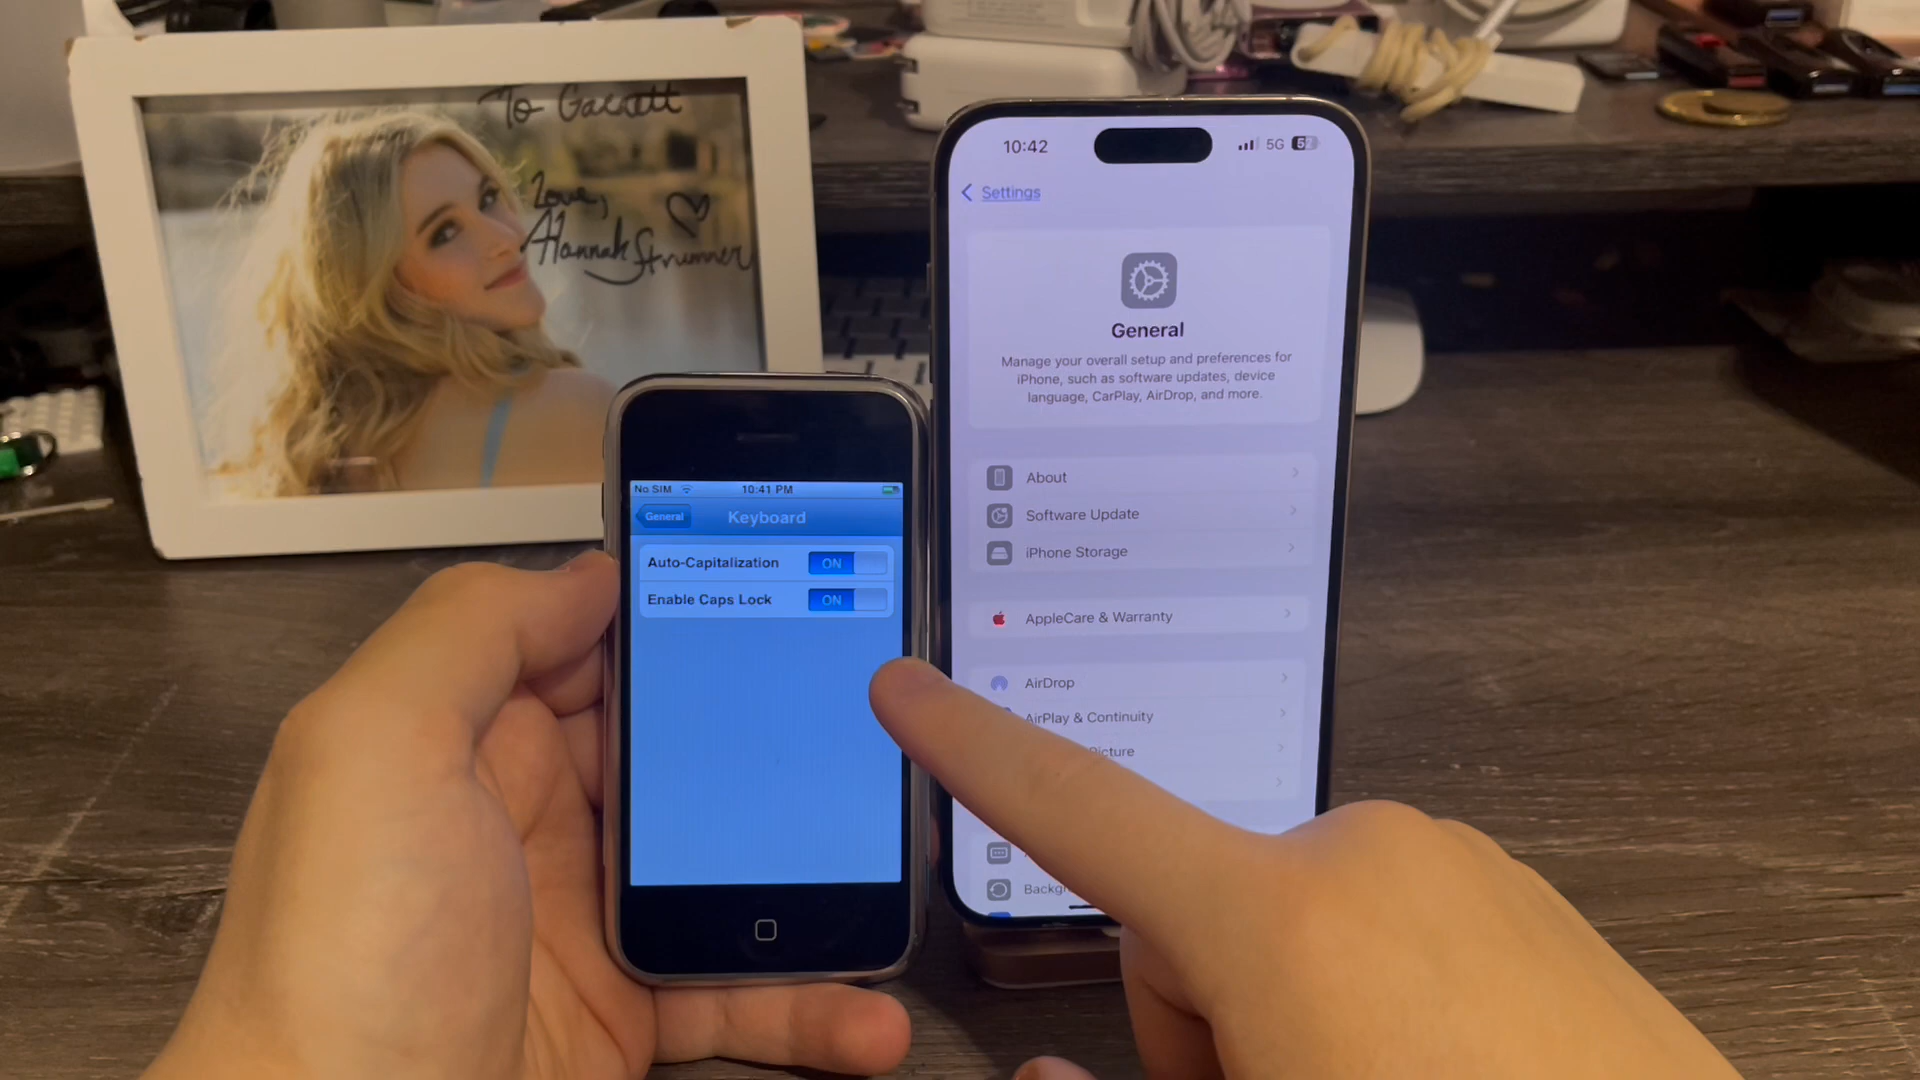 To Garrett
Love,
Hannah Strunner
No SIM 10:41 PM
General Keyboard
Auto-Capitalization ON
Enable Caps Lock ON
10:42 5G
Settings
General
Manage your overall setup and preferences for
iPhone, such as software updates, device
language, CarPlay, AirDrop, and more.
About
Software Update
iPhone Storage
AppleCare & Warranty
AirDrop
AirPlay & Continuity
Picture